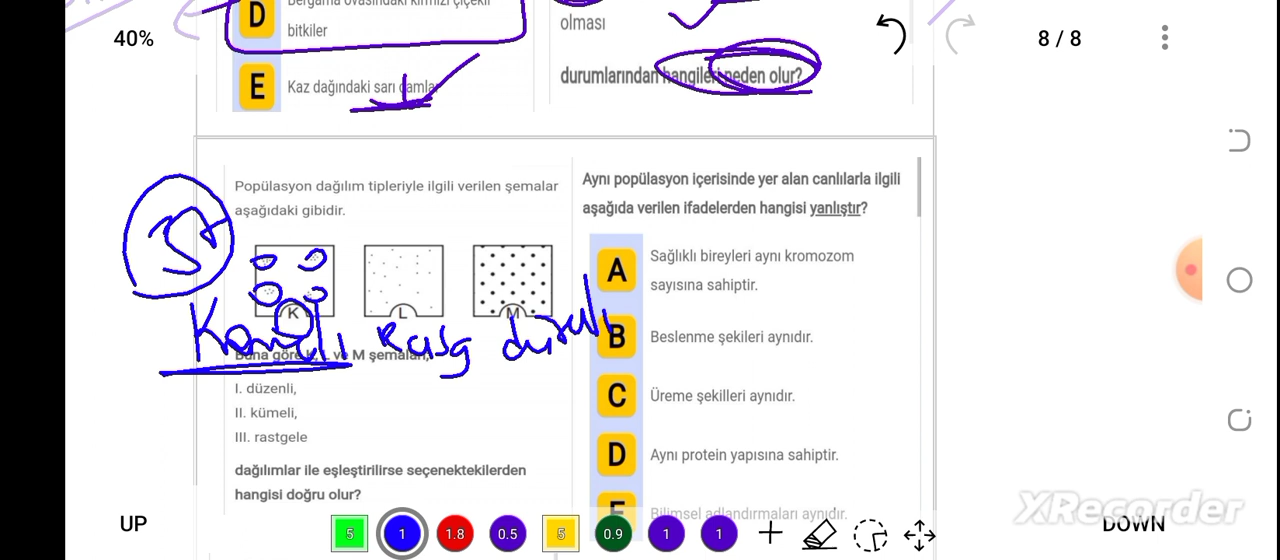 40%
D
Bergama ovasındaki kırmızı çiçekli
bitkiler
olması
8 / 8
E
Kaz dağındaki sarı çamlar
durumlarından hangileri neden olur?
Popülasyon dağılım tipleriyle ilgili verilen şemalar
aşağıdaki gibidir.
K
L
M
Buna göre K, L ve M şemaları,
I. düzenli,
II. kümeli,
III. rastgele
dağılımlar ile eşleştirilirse seçenektekilerden
hangisi doğru olur?
Aynı popülasyon içerisinde yer alan canlılarla ilgili
aşağıda verilen ifadelerden hangisi yanlıştır?
A
Sağlıklı bireyleri aynı kromozom
sayısına sahiptir.
B
Beslenme şekileri aynıdır.
C
Üreme şekilleri aynıdır.
D
Aynı protein yapısına sahiptir.
E
Bilimsel adlandırmaları aynıdır.
UP
5
1
1.8
0.5
5
0.9
1
1
DOWN
XRecorder